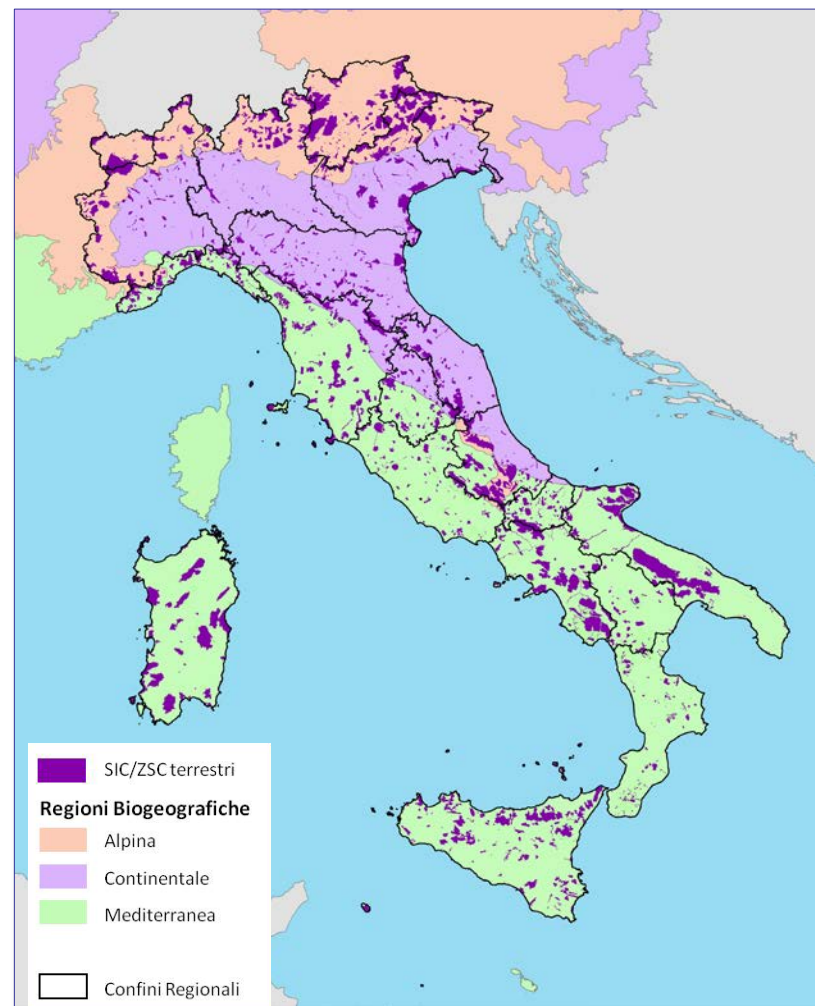 SIC/ZSC terrestri
Regioni Biogeografiche
Alpina
Continentale
Mediterranea
Confini Regionali